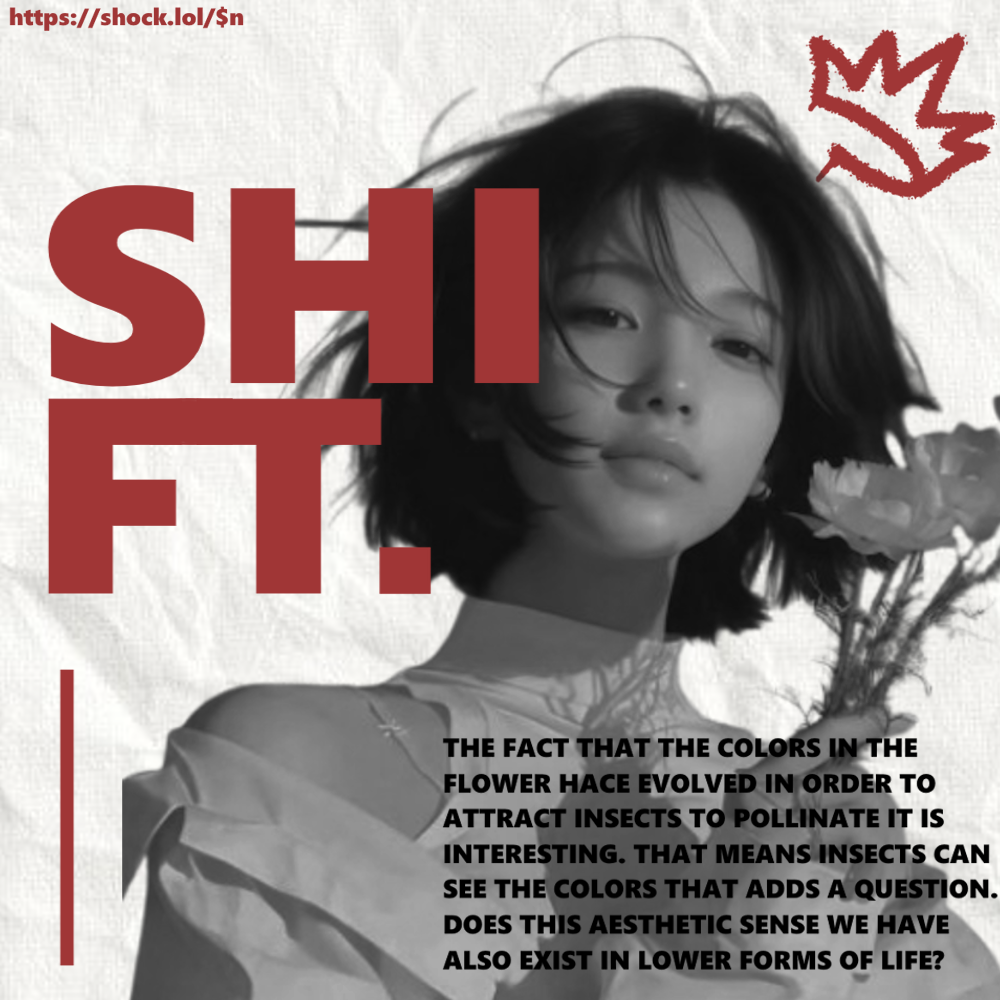 https://shock.lol/$n
SHI
FT.
THE FACT THAT THE COLORS IN THE
FLOWER HACE EVOLVED IN ORDER TO
ATTRACT INSECTS TO POLLINATE IT IS
INTERESTING. THAT MEANS INSECTS CAN
SEE THE COLORS THAT ADDS A QUESTION.
DOES THIS AESTHETIC SENSE WE HAVE
ALSO EXIST IN LOWER FORMS OF LIFE?